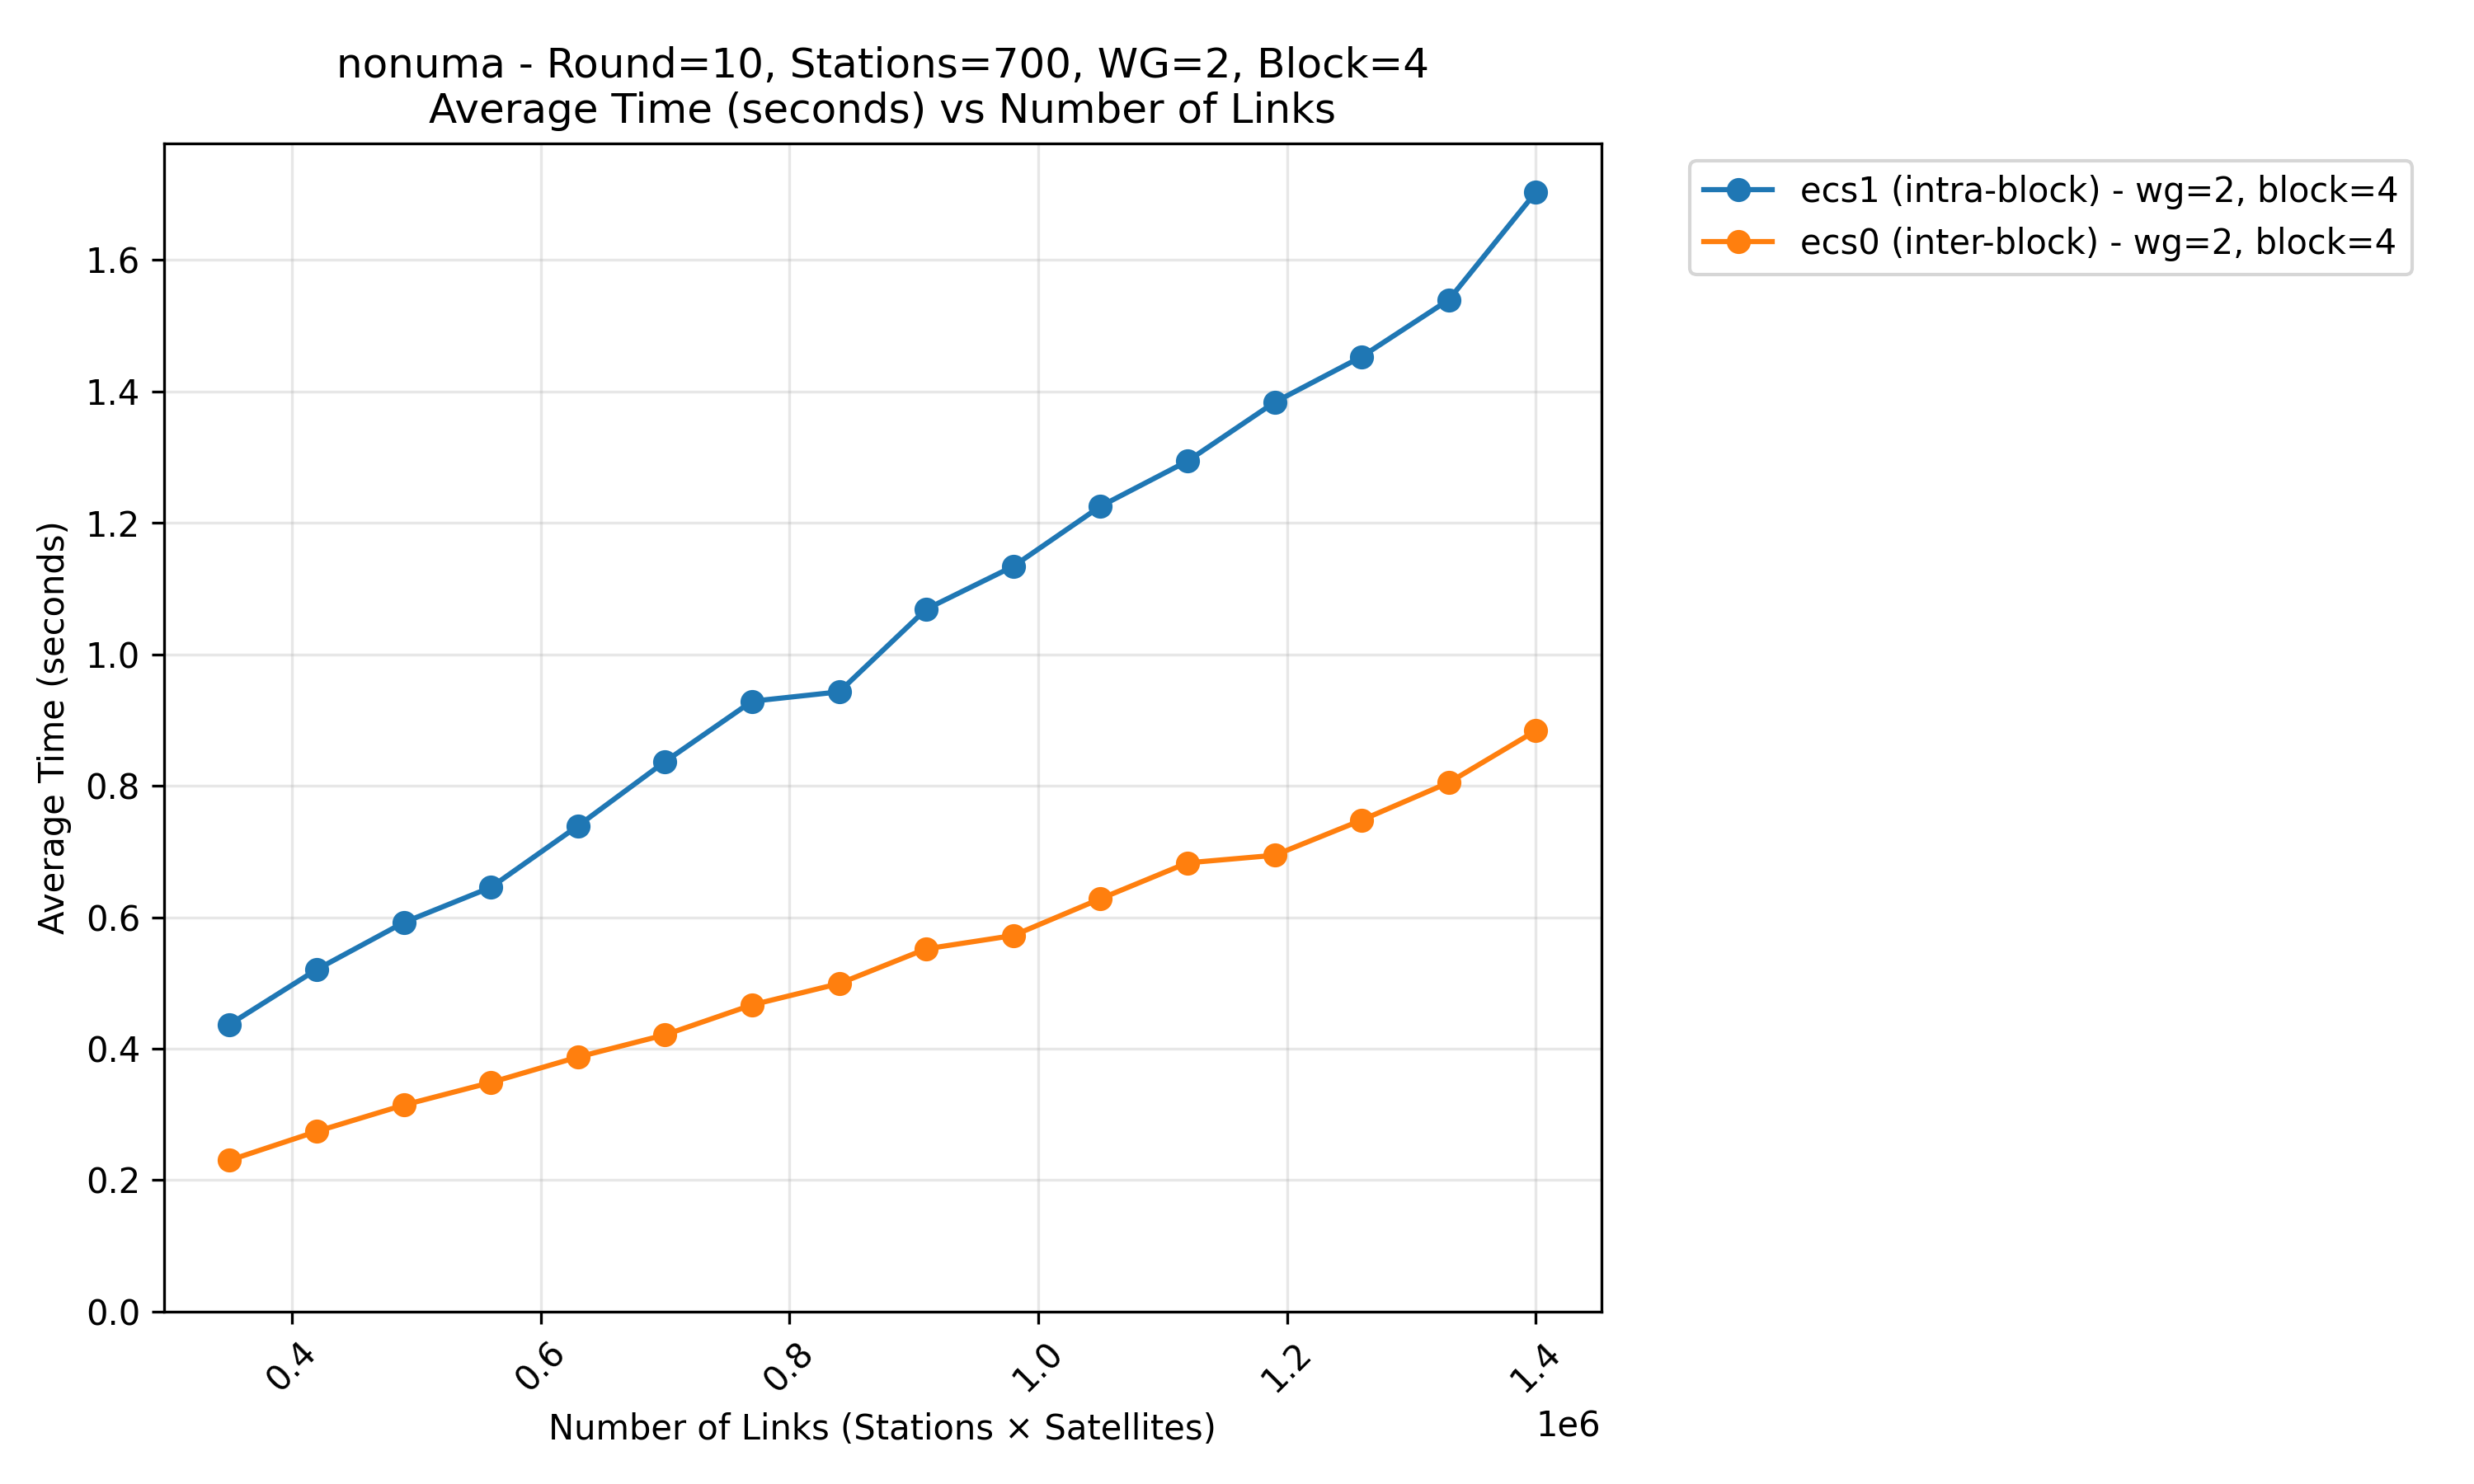 nonuma - Round=10, Stations=700, WG=2, Block=4
Average Time (seconds) vs Number of Links
ecs1 (intra-block) - wg=2, block=4
ecs0 (inter-block) - wg=2, block=4
Average Time (seconds)
1.6
1.4
1.2
1.0
0.8
0.6
0.4
0.2
0.0
0.4
0.6
0.8
1.0
1.2
1.4
1e6
Number of Links (Stations × Satellites)